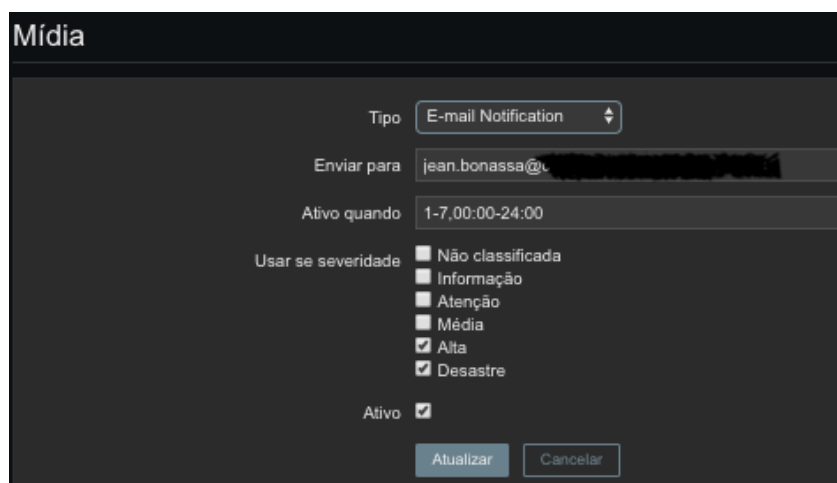 Mídia
Tipo E-mail Notification
Enviar para jean.bonassa@
Ativo quando 1-7,00:00-24:00
Usar se severidade Não classificada
Informação
Atenção
Média
Alta
Desastre
Ativo
Atualizar Cancelar